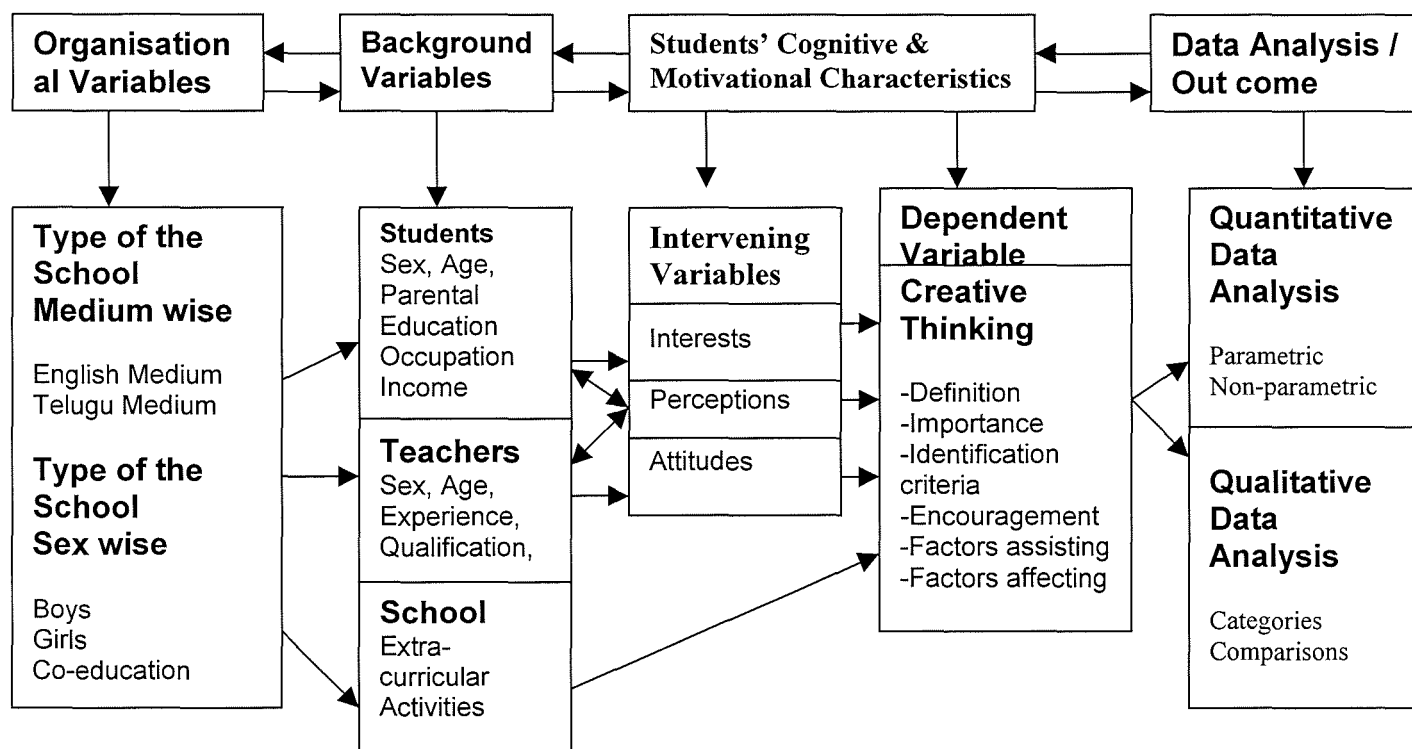 Organisation
al Variables
Background
Variables
Students' Cognitive &
Motivational Characteristics
Data Analysis /
Out come
Type of the
School
Medium wise
English Medium
Telugu Medium
Type of the
School
Sex wise
Boys
Girls
Co-education
Students
Sex, Age,
Parental
Education
Occupation
Income
Teachers
Sex, Age,
Experience,
Qualification,
School
Extra-
curricular
Activities
Intervening
Variables
Interests
Perceptions
Attitudes
Dependent
Variable
Creative
Thinking
-Definition
-Importance
-Identification
criteria
-Encouragement
-Factors assisting
-Factors affecting
Quantitative
Data
Analysis
Parametric
Non-parametric
Qualitative
Data
Analysis
Categories
Comparisons